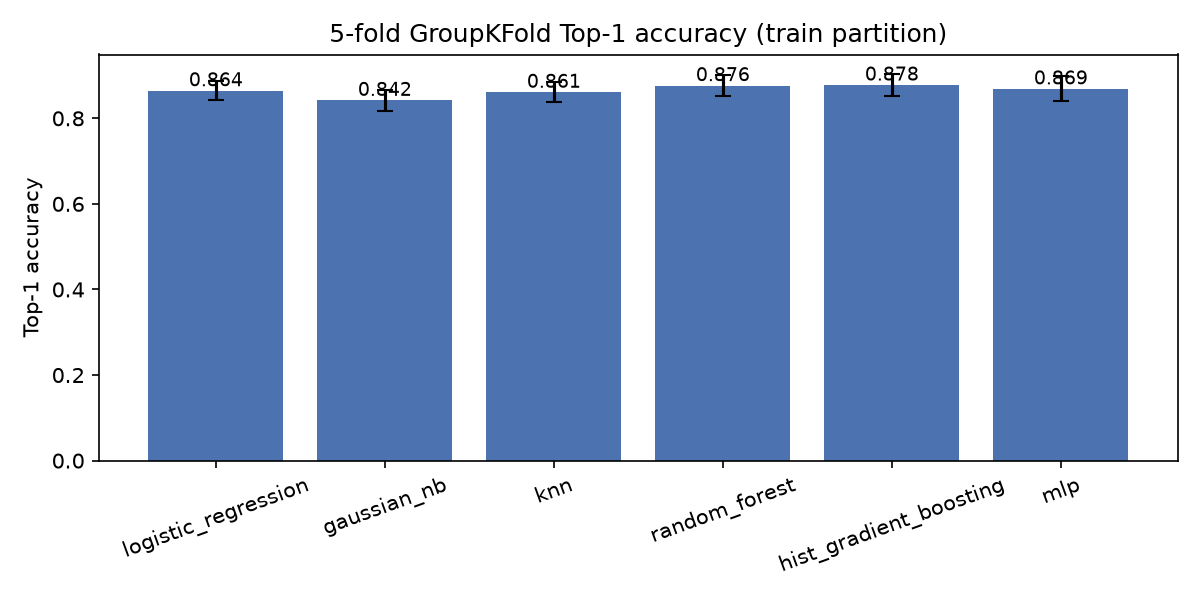 5-fold GroupKFold Top-1 accuracy (train partition)
Top-1 accuracy
0.8
0.6
0.4
0.2
0.0
0.864
0.842
0.861
0.876
0.878
0.869
logistic_regression
gaussian_nb
knn
random_forest
hist_gradient_boosting
mlp